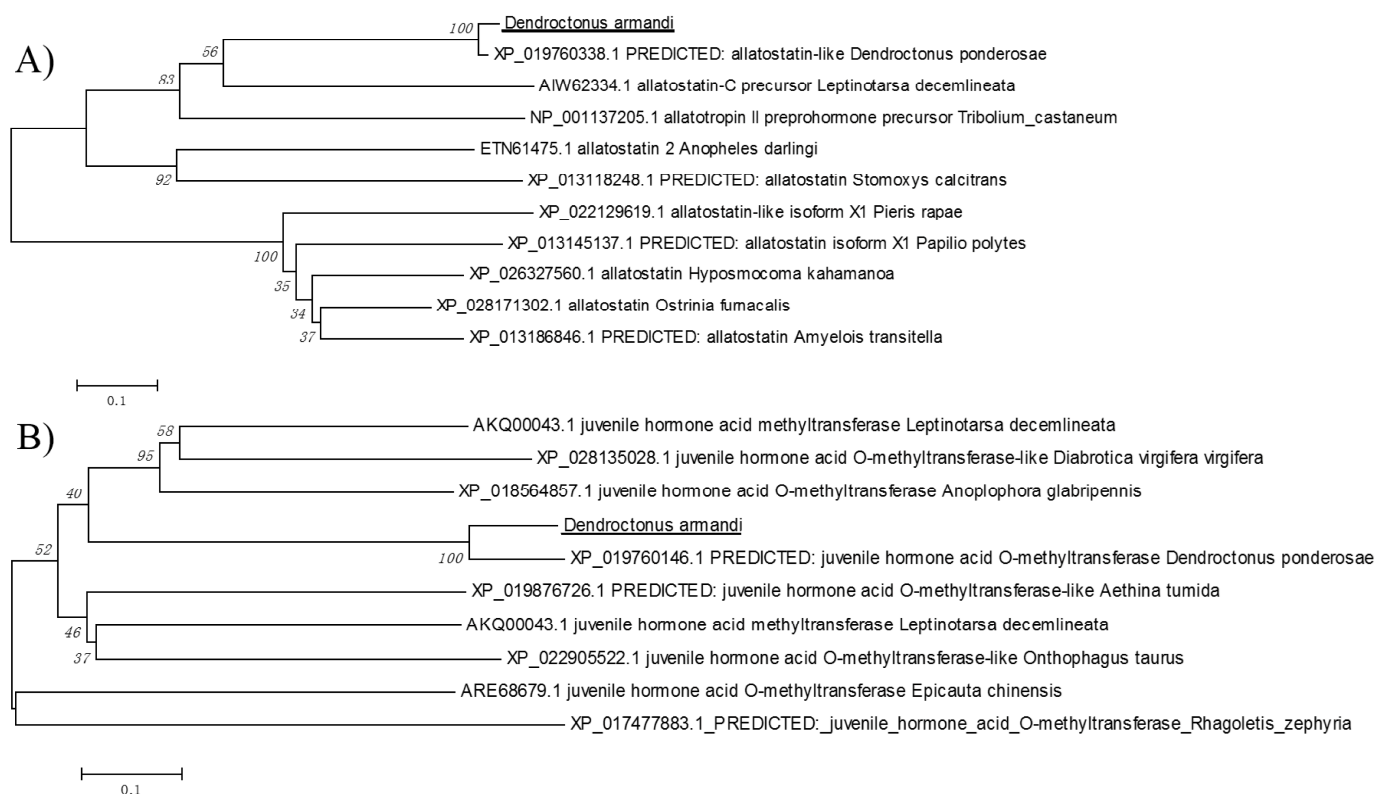 A)
100
Dendroctonus armandi
XP_019760338.1 PREDICTED: allatostatin-like Dendroctonus ponderosae
56
AIW62334.1 allatostatin-C precursor Leptinotarsa decemlineata
83
NP_001137205.1 allatotropin II preprohormone precursor Tribolium_castaneum
ETN61475.1 allatostatin 2 Anopheles darlingi
92
XP_013118248.1 PREDICTED: allatostatin Stomoxys calcitrans
XP_022129619.1 allatostatin-like isoform X1 Pieris rapae
100
XP_013145137.1 PREDICTED: allatostatin isoform X1 Papilio polytes
35
XP_026327560.1 allatostatin Hyposmocoma kahamanoa
34
XP_028171302.1 allatostatin Ostrinia furnacalis
37
XP_013186846.1 PREDICTED: allatostatin Amyelois transitella
0.1
B)
58
AKQ00043.1 juvenile hormone acid methyltransferase Leptinotarsa decemlineata
95
XP_028135028.1 juvenile hormone acid O-methyltransferase-like Diabrotica virgifera virgifera
XP_018564857.1 juvenile hormone acid O-methyltransferase Anoplophora glabripennis
40
Dendroctonus armandi
100
XP_019760146.1 PREDICTED: juvenile hormone acid O-methyltransferase Dendroctonus ponderosae
52
XP_019876726.1 PREDICTED: juvenile hormone acid O-methyltransferase-like Aethina tumida
46
AKQ00043.1 juvenile hormone acid methyltransferase Leptinotarsa decemlineata
37
XP_022905522.1 juvenile hormone acid O-methyltransferase-like Onthophagus taurus
ARE68679.1 juvenile hormone acid O-methyltransferase Epicauta chinensis
XP_017477883.1_PREDICTED:_juvenile_hormone_acid_O-methyltransferase_Rhagoletis_zephyria
0.1